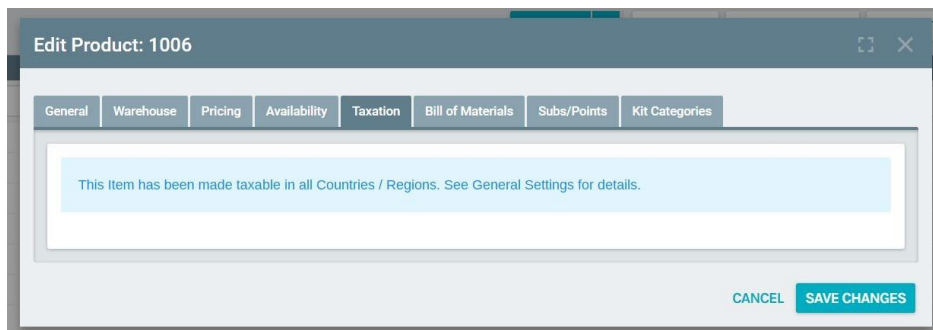 Edit Product: 1006
General Warehouse Pricing Availability Taxation Bill of Materials Subs/Points Kit Categories
This Item has been made taxable in all Countries / Regions. See General Settings for details.
CANCEL SAVE CHANGES